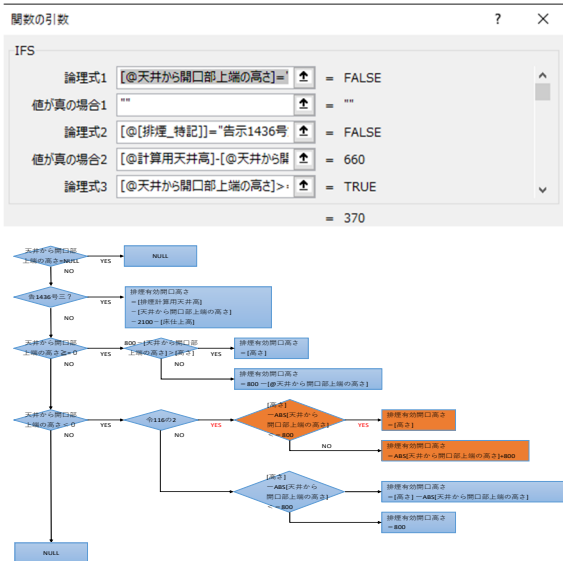 関数の引数 ? ×
IFS
論理式1 [@天井から開口部上端の高さ]=" = FALSE
値が真の場合1 "" = ""
論理式2 [@[排煙_特記]]="告示1436号 = FALSE
値が真の場合2 [@計算用天井高]-[@天井から開 = 660
論理式3 [@天井から開口部上端の高さ]>= = TRUE
= 370
天井から開口部
上端の高さ=NULL
YES
NULL
NO
告1436号三?
YES
排煙有効開口高さ
=[排煙計算用天井高]
-[天井から開口部上端の高さ]
-2100-[床仕上高]
NO
天井から開口部
上端の高さ≧0
YES
800-[天井から開口部
上端の高さ]>[高さ]
YES
排煙有効開口高さ
=[高さ]
NO
NO
排煙有効開口高さ
=800-[@天井から開口部上端の高さ]
天井から開口部
上端の高さ<0
YES
令116の2
YES
[高さ]
-ABS[天井から
開口部上端の高さ]
<-800
YES
排煙有効開口高さ
=[高さ]
NO
NO
NO
排煙有効開口高さ
=ABS[天井から開口部上端の高さ]+800
[高さ]
-ABS[天井から
開口部上端の高さ]
<-800
排煙有効開口高さ
=[高さ]-ABS[天井から開口部上端の高さ]
排煙有効開口高さ
=800
NULL